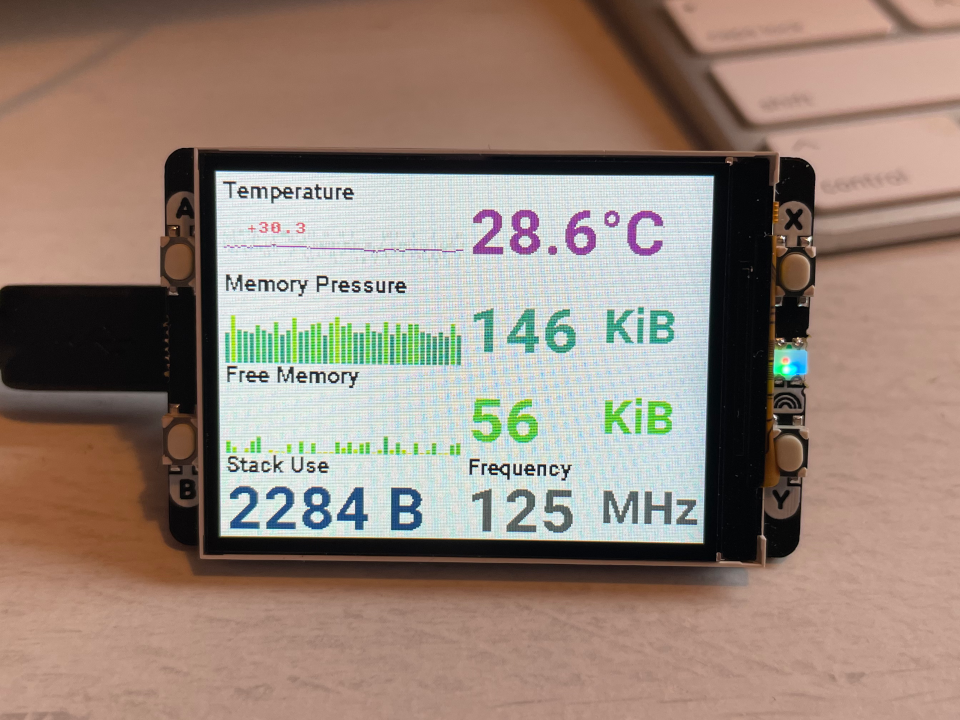 shift
control
A
X
Temperature
+30.3
28.6°C
Memory Pressure
146 KiB
Free Memory
56 KiB
Stack Use
Frequency
2284 B
125 MHz
B
Y